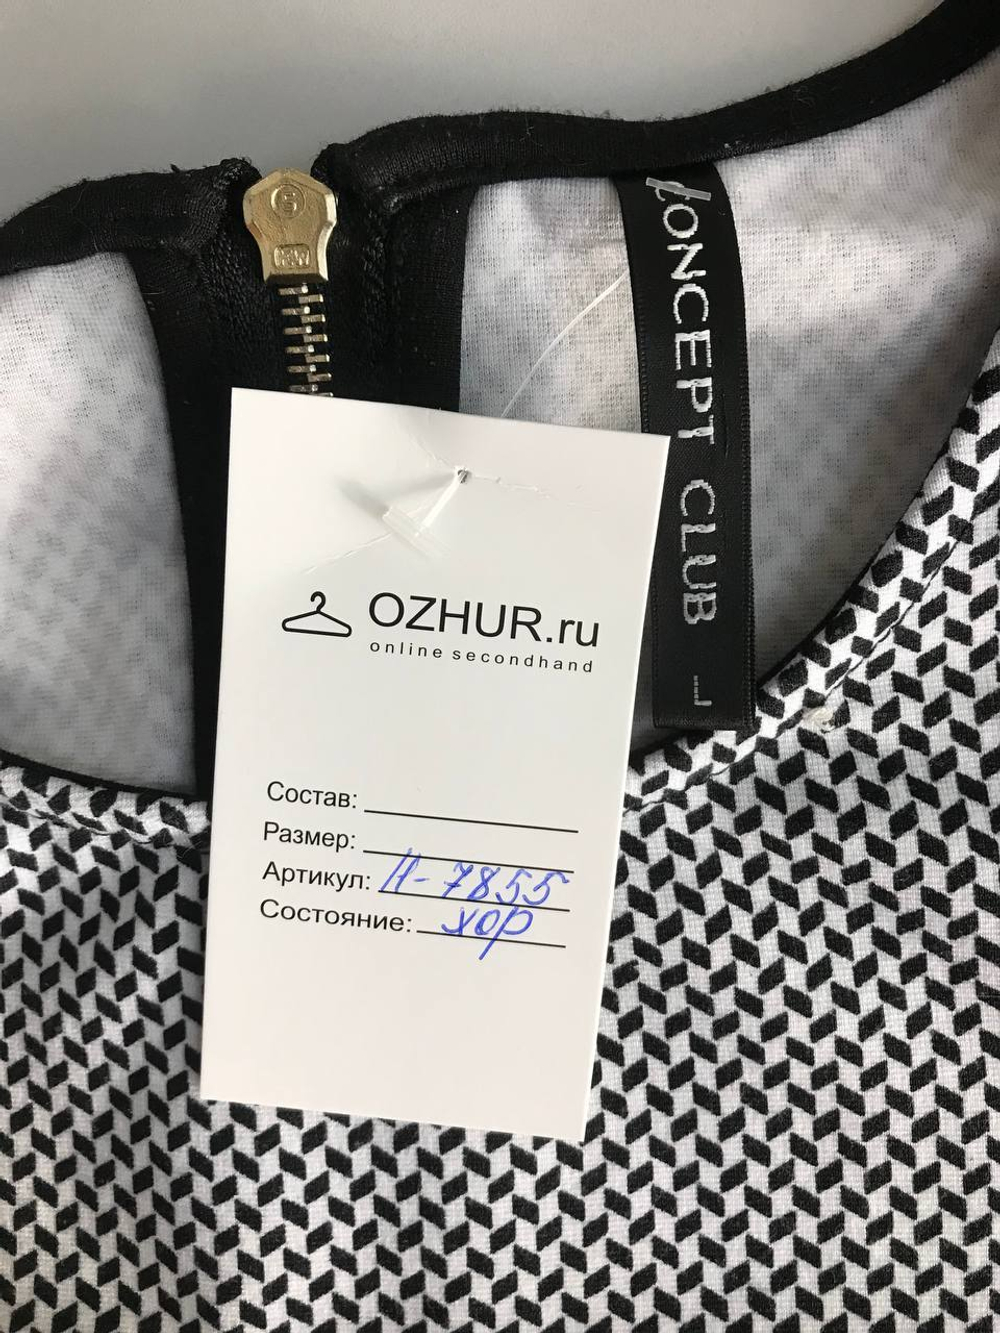 CONCEPT CLUB L
OZHUR.ru
online secondhand
Состав:
Размер:
Артикул: Н-7855
Состояние: хор